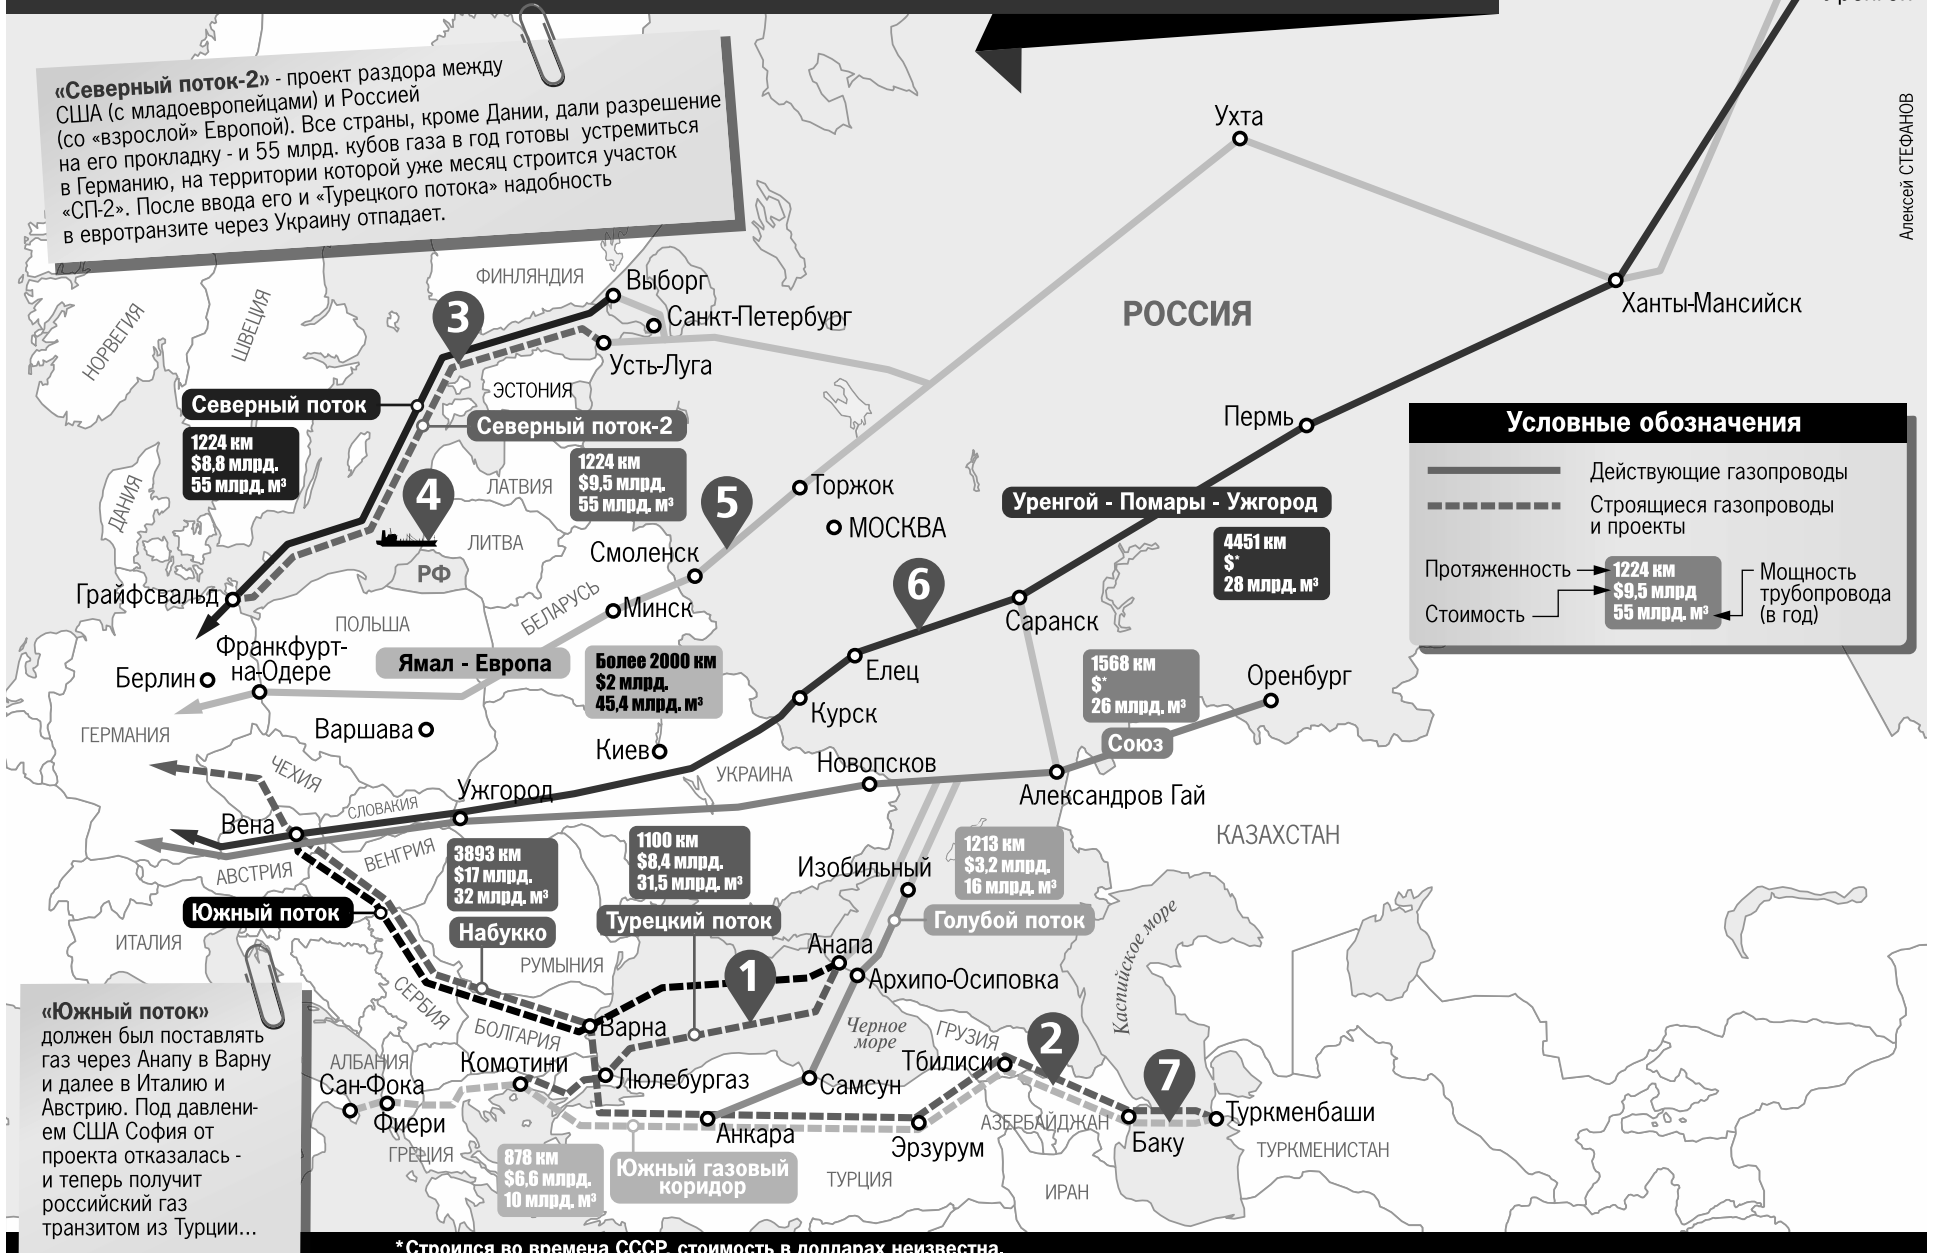 «Северный поток-2» - проект раздора между
США (с младоевропейцами) и Россией
(со «взрослой» Европой). Все страны, кроме Дании, дали разрешение
на его прокладку - и 55 млрд. кубов газа в год готовы устремиться
в Германию, на территории которой уже месяц строится участок
«СП-2». После ввода его и «Турецкого потока» надобность
в евротранзите через Украину отпадает.
Алексей СТЕФАНОВ
Ухта
Ханты-Мансийск
РОССИЯ
ФИНЛЯНДИЯ
Выборг
Санкт-Петербург
Усть-Луга
НОРВЕГИЯ
ШВЕЦИЯ
3
ЭСТОНИЯ
Северный поток
1224 км
$8,8 млрд.
55 млрд. м³
Северный поток-2
1224 км
$9,5 млрд.
55 млрд. м³
Пермь
Условные обозначения
Действующие газопроводы
Строящиеся газопроводы
и проекты
Протяженность
Стоимость
1224 км
$9,5 млрд
55 млрд. м³
Мощность
трубопровода
(в год)
ДАНИЯ
ЛАТВИЯ
4
5
Торжок
МОСКВА
Уренгой - Помары - Ужгород
4451 км
$*
28 млрд. м³
ЛИТВА
РФ
Смоленск
Минск
БЕЛАРУСЬ
6
Саранск
Грайфсвальд
ПОЛЬША
Франкфурт-
на-Одере
Берлин
Ямал - Европа
Более 2000 км
$2 млрд.
45,4 млрд. м³
Елец
Курск
1568 км
$*
26 млрд. м³
Союз
Оренбург
ГЕРМАНИЯ
Варшава
Киев
УКРАИНА
Новопсков
Александров Гай
КАЗАХСТАН
ЧЕХИЯ
СЛОВАКИЯ
Ужгород
Вена
АВСТРИЯ
ВЕНГРИЯ
3893 км
$17 млрд.
32 млрд. м³
Набукко
1100 км
$8,4 млрд.
31,5 млрд. м³
Турецкий поток
Изобильный
1213 км
$3,2 млрд.
16 млрд. м³
Голубой поток
Южный поток
ИТАЛИЯ
РУМЫНИЯ
СЕРБИЯ
Анапа
Архипо-Осиповка
Каспийское море
1
«Южный поток»
должен был поставлять
газ через Анапу в Варну
и далее в Италию и
Австрию. Под давлени-
ем США София от
проекта отказалась -
и теперь получит
российский газ
транзитом из Турции...
Варна
БОЛГАРИЯ
Черное
море
ГРУЗИЯ
Тбилиси
2
7
АЛБАНИЯ
Комотини
Сан-Фока
Фиери
Люлебургаз
Самсун
Анкара
Эрзурум
АЗЕРБАЙДЖАН
Баку
Туркменбаши
ТУРКМЕНИСТАН
ГРЕЦИЯ
878 км
$6,6 млрд.
10 млрд. м³
Южный газовый
коридор
ТУРЦИЯ
ИРАН
*Строился во времена СССР, стоимость в долларах неизвестна.